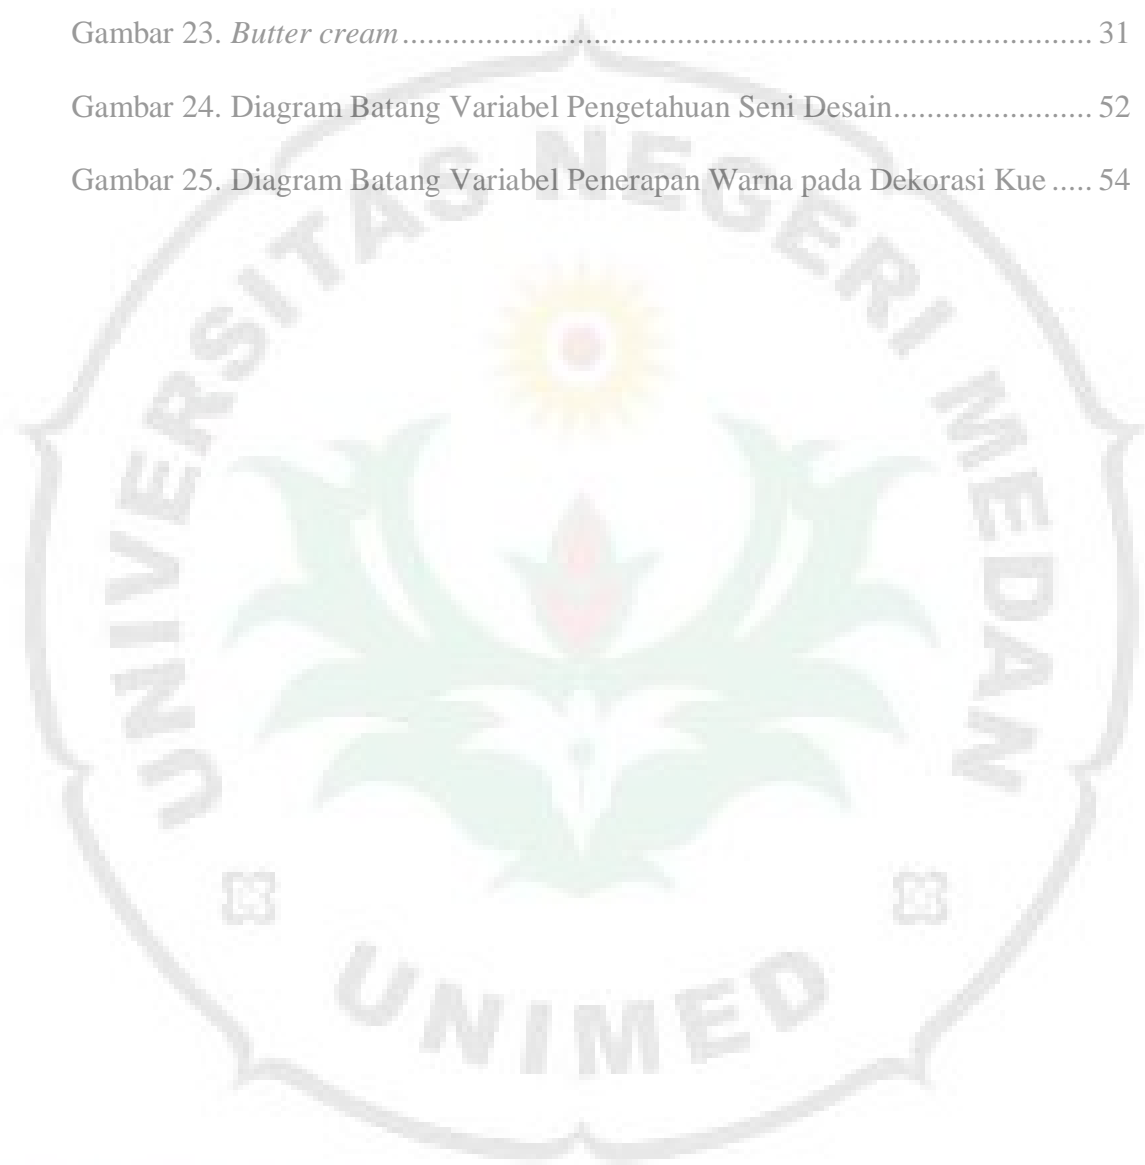 Gambar 23. Butter cream .................................................................................... 31
Gambar 24. Diagram Batang Variabel Pengetahuan Seni Desain........................ 52
Gambar 25. Diagram Batang Variabel Penerapan Warna pada Dekorasi Kue ..... 54
UNIVERSITAS NEGERI MEDAN
UNIMED